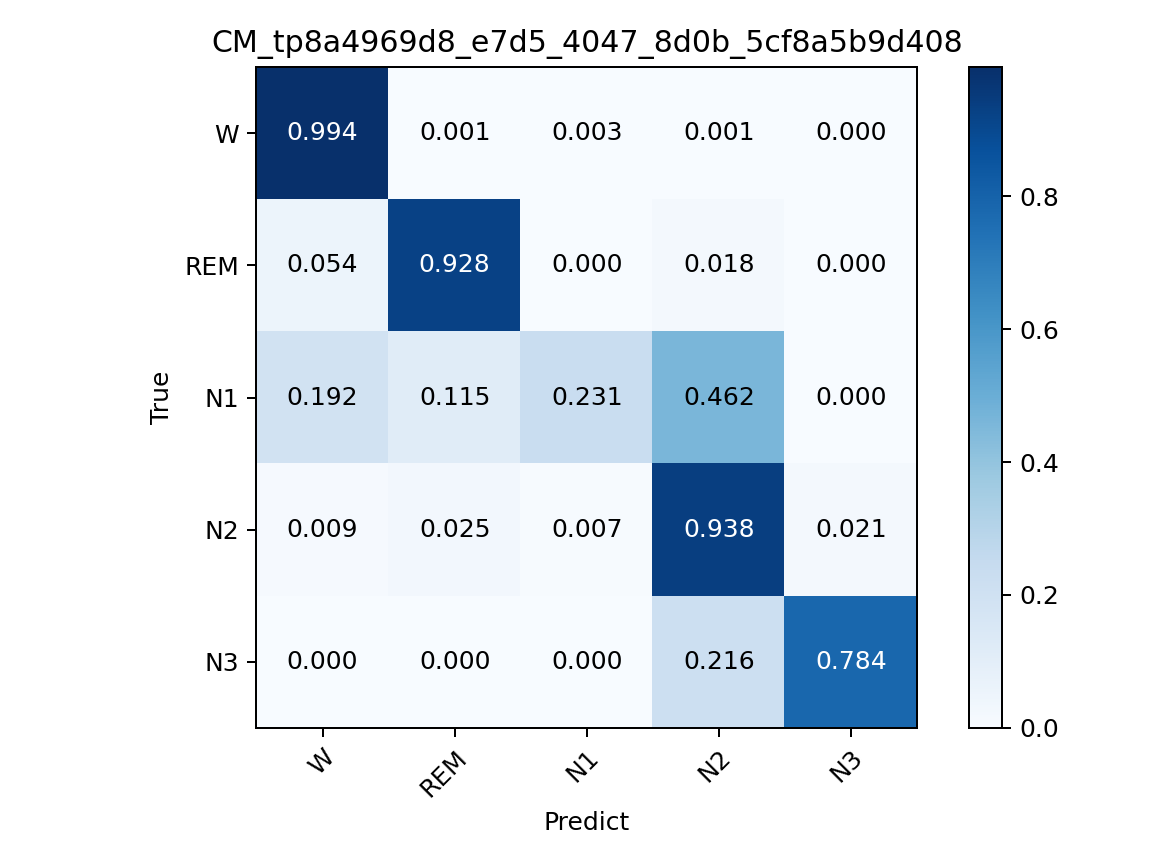 CM_tp8a4969d8_e7d5_4047_8d0b_5cf8a5b9d408
W 0.994 0.001 0.003 0.001 0.000
REM 0.054 0.928 0.000 0.018 0.000
N1 0.192 0.115 0.231 0.462 0.000
N2 0.009 0.025 0.007 0.938 0.021
N3 0.000 0.000 0.000 0.216 0.784
True
W REM N1 N2 N3
Predict
0.8
0.6
0.4
0.2
0.0